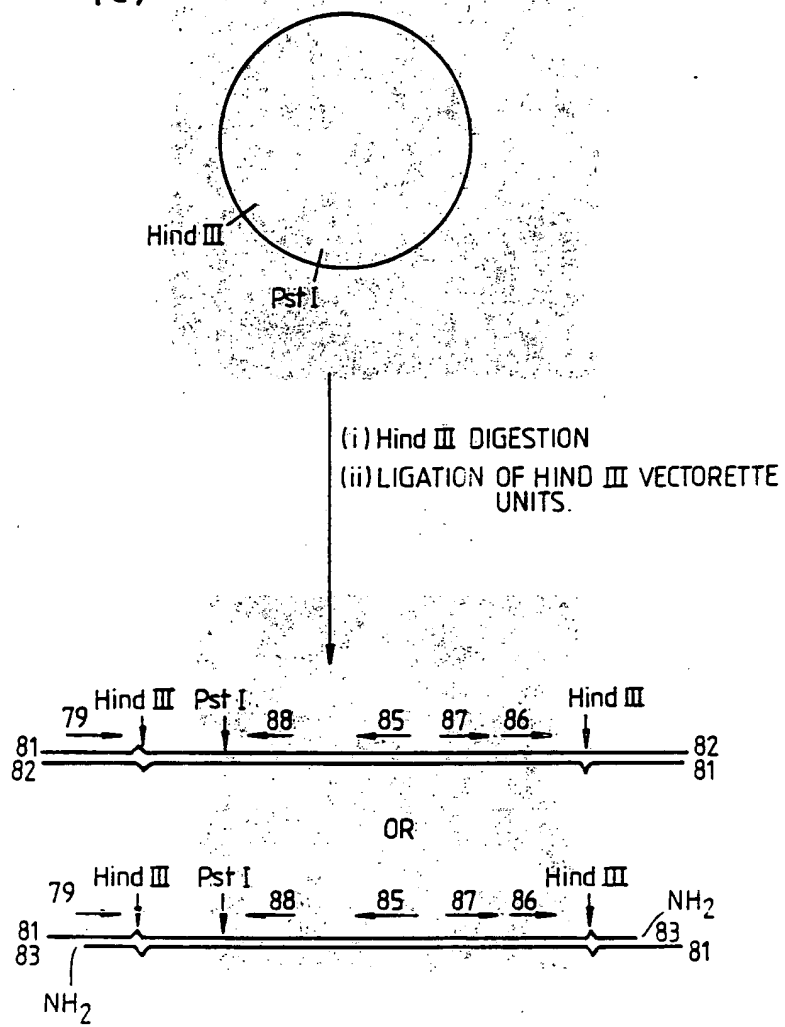 Hind III
Pst I
(i) Hind III DIGESTION
(ii) LIGATION OF HIND III VECTORETTE
UNITS.
Hind III Pst I Hind III
79 88 85 87 86
81 82
82 81
OR
Hind III Pst I Hind III
79 88 85 87 86 NH2
81 83
83 81
NH2